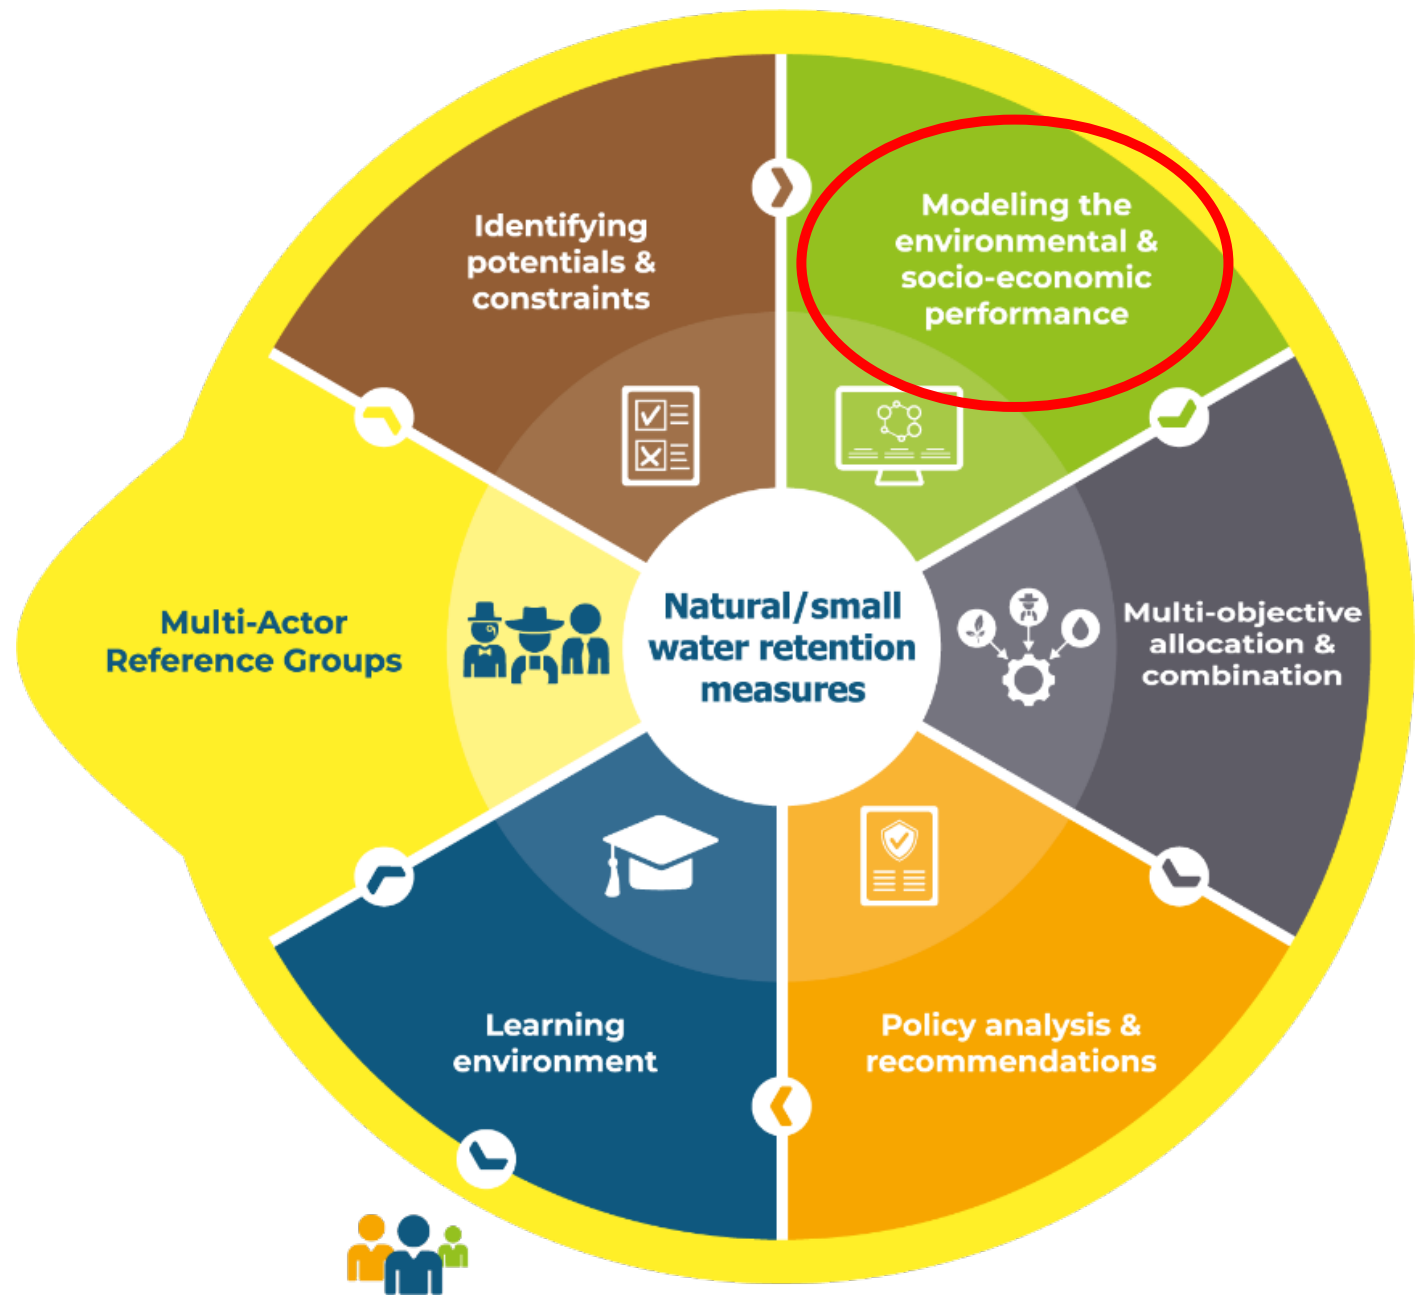 Identifying
potentials &
constraints
Modeling the
environmental &
socio-economic
performance
Multi-Actor
Reference Groups
Natural/small
water retention
measures
Multi-objective
allocation &
combination
Learning
environment
Policy analysis &
recommendations